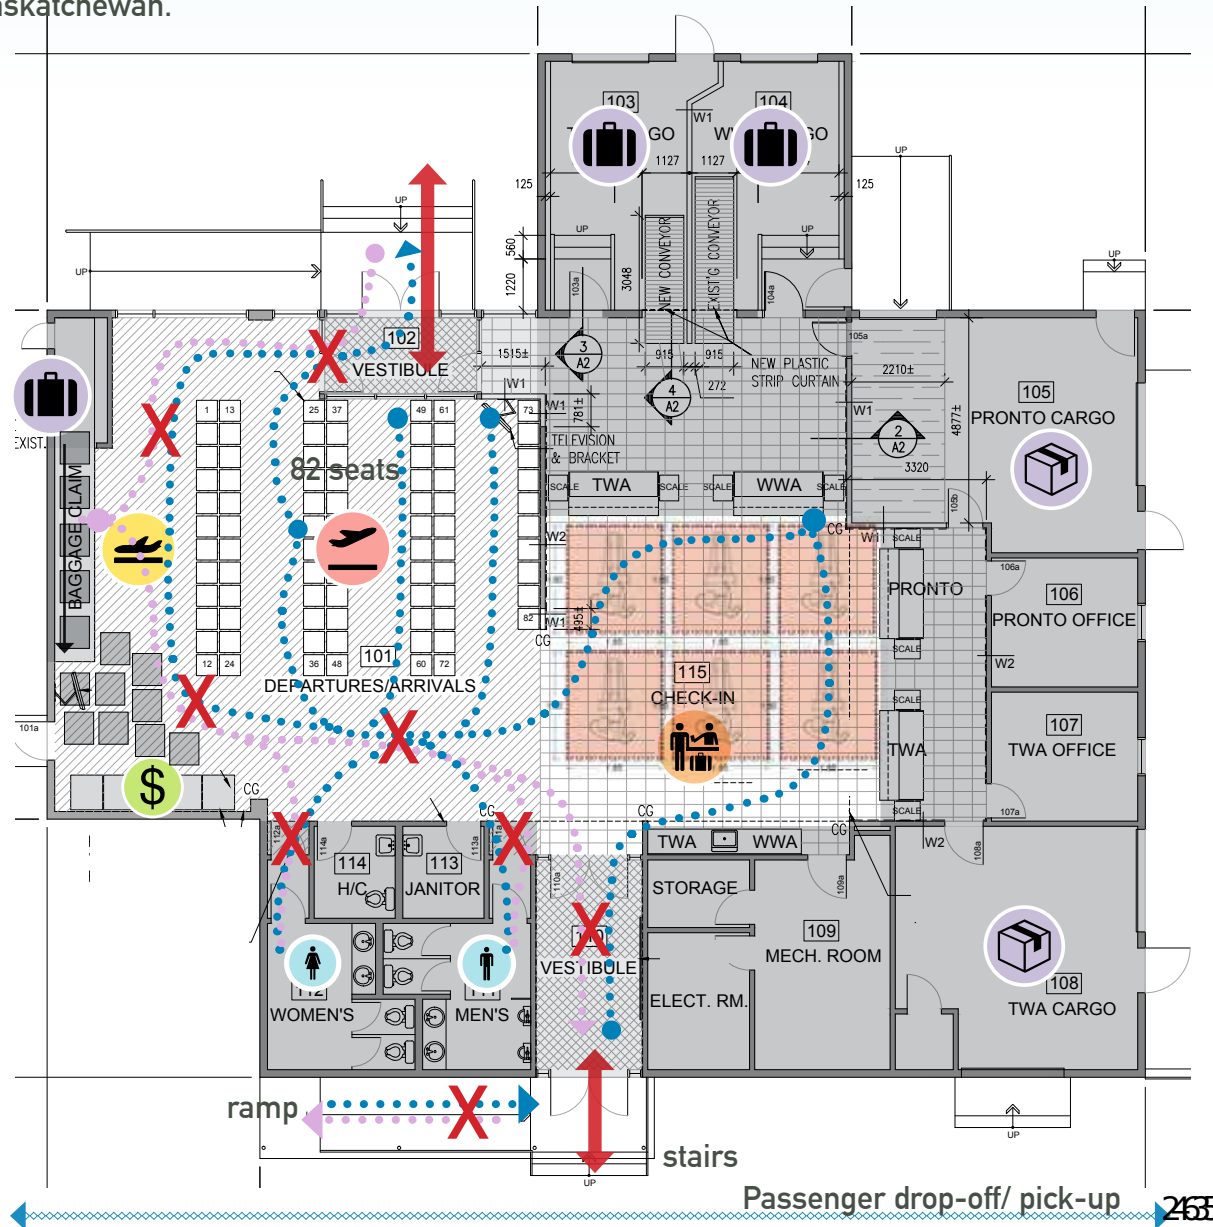 askatchewan.
103
104
W1
1127
1127
125
125
UP
UP
UP
UP
UP
UP
UP
560
1220
3048
NEW CONVEYOR
EXIST'G CONVEYOR
103a
104a
105a
102
VESTIBULE
3
A2
1515±
915
915
272
NEW PLASTIC
STRIP CURTAIN
2210±
4877±
105
PRONTO CARGO
4
A2
W1
W1
W1
781±
2
A2
3320
EXIST.
1
13
25
37
49
61
73
TELEVISION
& BRACKET
82 seats
SCALE
TWA
SCALE
SCALE
WWA
SCALE
105b
BAGGAGE CLAIM
CG
W1
SCALE
W2
PRONTO
106a
106
PRONTO OFFICE
495±
82
W1
CG
SCALE
W2
12
24
36
48
60
72
101
DEPARTURES/ARRIVALS
115
CHECK-IN
SCALE
101a
TWA
107
TWA OFFICE
$
CG
CG
CG
SCALE
107a
CG
112a
114a
113a
TWA
WWA
W2
108a
114
H/C
113
JANITOR
110a
STORAGE
109a
109
MECH. ROOM
VESTIBULE
112
WOMEN'S
MEN'S
ELECT. RM.
108
TWA CARGO
ramp
UP
stairs
UP
Passenger drop-off/ pick-up